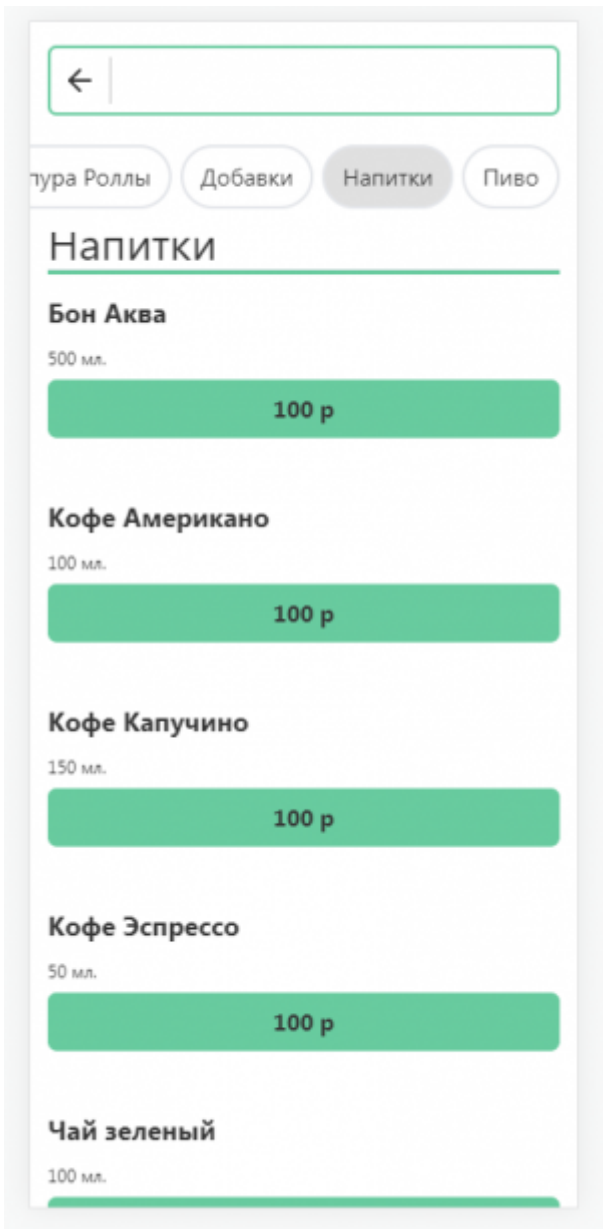 пура Роллы Добавки Напитки Пиво
Напитки
Бон Аква
500 мл.
100 р
Кофе Американо
100 мл.
100 р
Кофе Капучино
150 мл.
100 р
Кофе Эспрессо
50 мл.
100 р
Чай зеленый
100 мл.